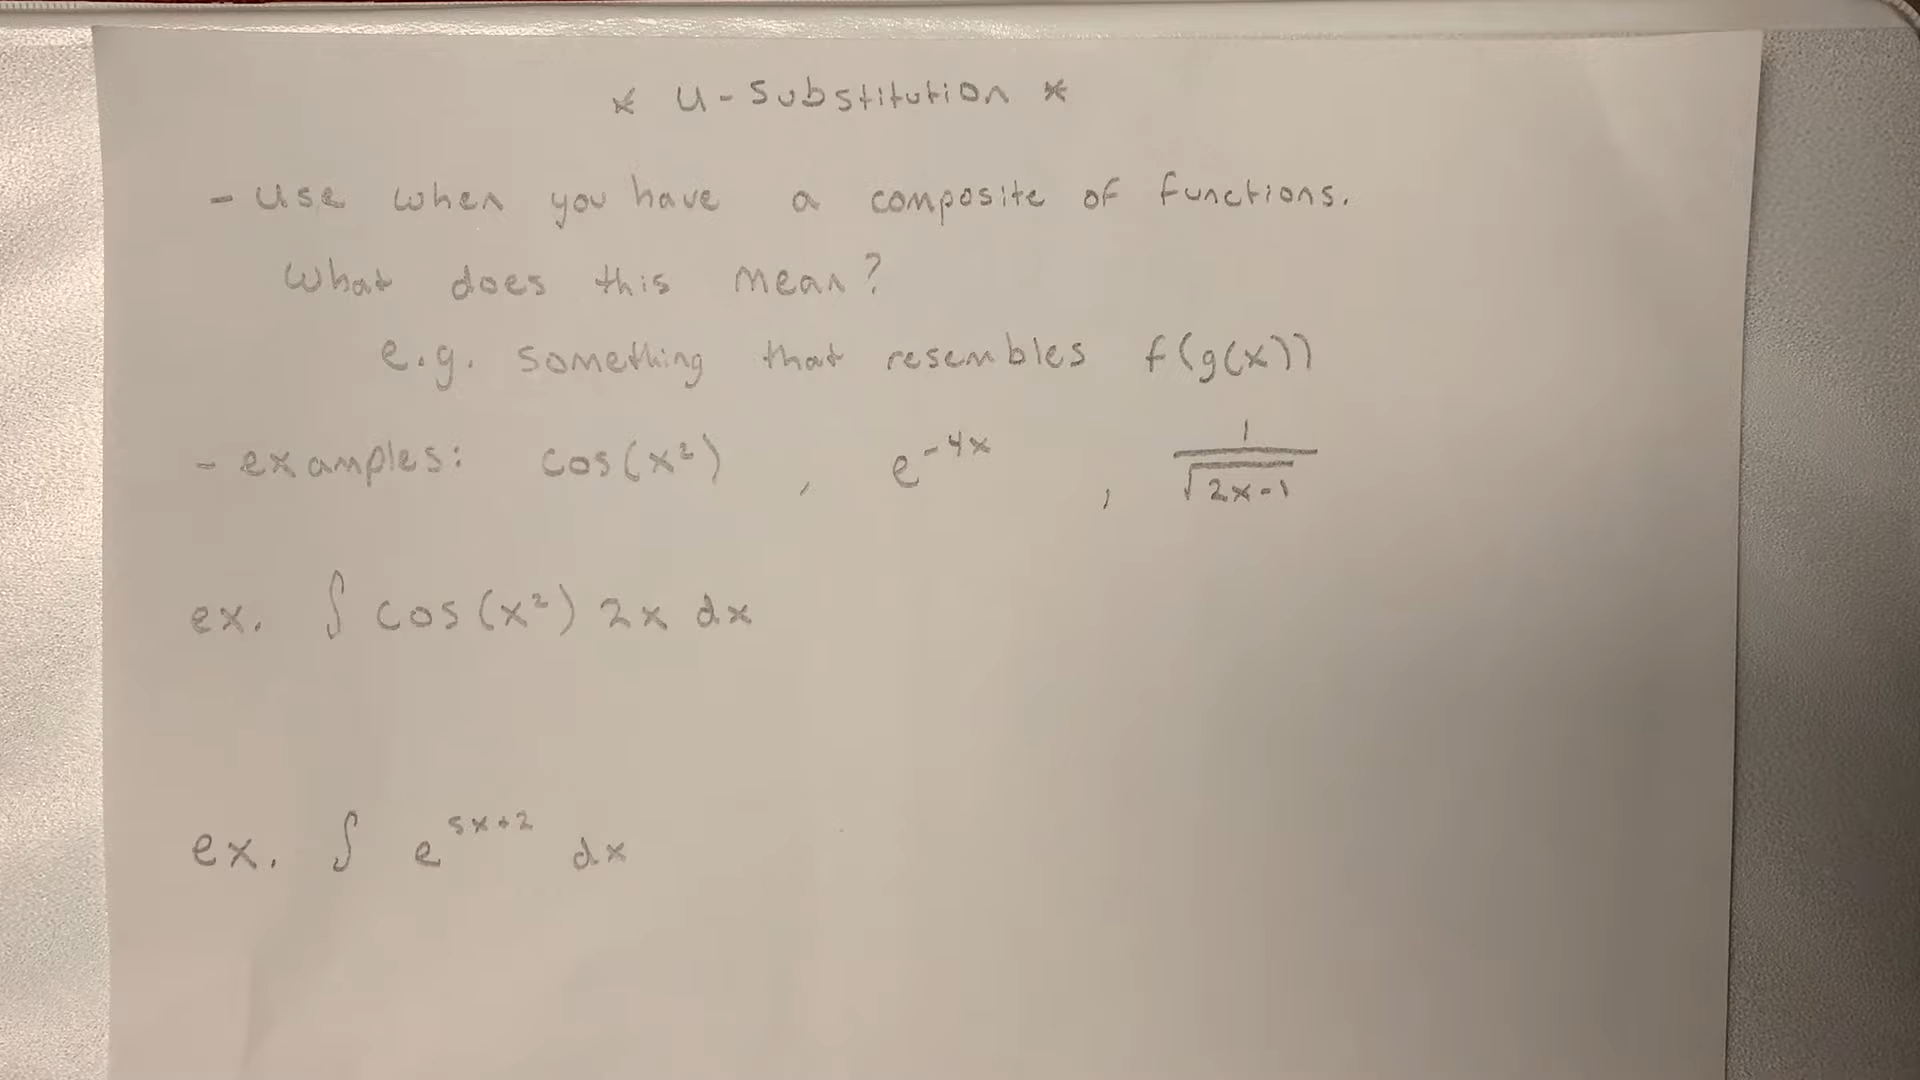 * u-substitution *
- use when you have a composite of functions.
what does this mean?
e.g. something that resembles f(g(x))
- examples: cos(x²) , e^{-4x} , 1/√(2x-1)
ex. ∫ cos(x²) 2x dx
ex. ∫ e^{5x+2} dx